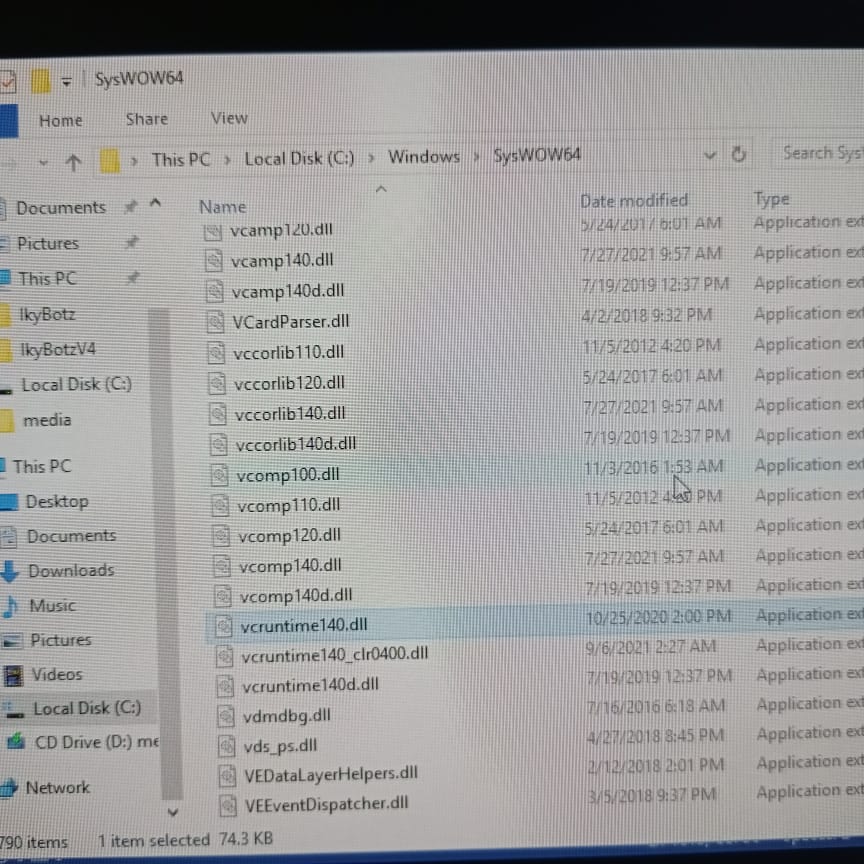 SysWOW64
Home Share View
This PC > Local Disk (C:) > Windows > SysWOW64
Search Sys
Name Date modified Type
Documents
Pictures
This PC
IkyBotz
IkyBotzV4
Local Disk (C:)
media
This PC
Desktop
Documents
Downloads
Music
Pictures
Videos
Local Disk (C:)
CD Drive (D:) me
Network
vcamp120.dll 5/24/2017 6:01 AM Application ext
vcamp140.dll 7/27/2021 9:57 AM Application ext
vcamp140d.dll 7/19/2019 12:37 PM Application ext
VCardParser.dll 4/2/2018 9:32 PM Application ext
vccorlib110.dll 11/5/2012 4:20 PM Application ext
vccorlib120.dll 5/24/2017 6:01 AM Application ext
vccorlib140.dll 7/27/2021 9:57 AM Application ext
vccorlib140d.dll 7/19/2019 12:37 PM Application ext
vcomp100.dll 11/3/2016 1:53 AM Application ext
vcomp110.dll 11/5/2012 PM Application ext
vcomp120.dll 5/24/2017 6:01 AM Application ext
vcomp140.dll 7/27/2021 9:57 AM Application ext
vcomp140d.dll 7/19/2019 12:37 PM Application ext
vcruntime140.dll 10/25/2020 2:00 PM Application ext
vcruntime140_clr0400.dll 9/6/2021 2:27 AM Application ext
vcruntime140d.dll 7/19/2019 12:37 PM Application ext
vdmdbg.dll 7/16/2016 6:18 AM Application ext
vds_ps.dll 4/27/2018 8:45 PM Application ext
VEDataLayerHelpers.dll 2/12/2018 2:01 PM Application ext
VEEventDispatcher.dll 3/5/2018 9:37 PM Application ext
790 items 1 item selected 74.3 KB